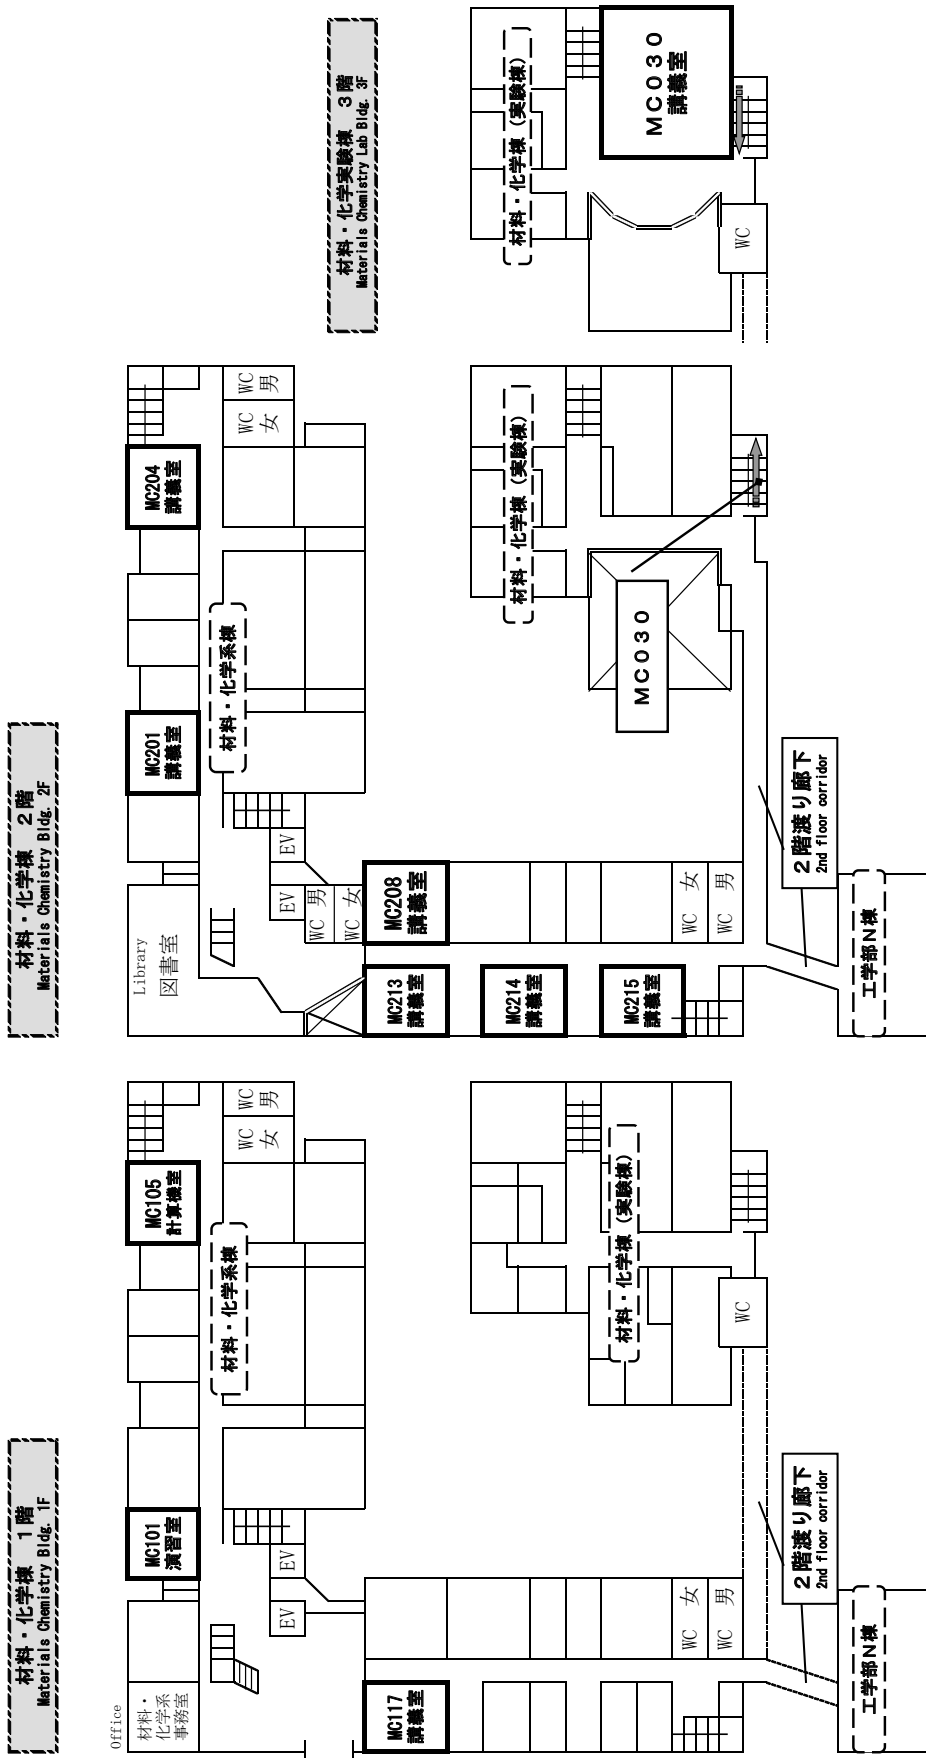 材料・化学棟　１階
Materials Chemistry Bldg. 1F
Office
材料・
化学系
事務室
MC101
演習室
MC105
計算機室
WC
女
WC
男
材料・化学系棟
EV
EV
MC117
講義室
WC 女
WC 男
材料・化学棟（実験棟）
WC
２階渡り廊下
2nd floor corridor
工学部Ｎ棟
材料・化学棟　２階
Materials Chemistry Bldg. 2F
Library
図書室
MC201
講義室
MC204
講義室
WC
女
WC
男
材料・化学系棟
EV
EV
WC 男
WC 女
MC208
講義室
MC213
講義室
MC214
講義室
MC215
講義室
WC 女
WC 男
材料・化学棟（実験棟）
ＭＣ０３０
２階渡り廊下
2nd floor corridor
工学部Ｎ棟
材料・化学実験棟　３階
Materials Chemistry Lab Bldg. 3F
材料・化学棟（実験棟）
ＭＣ０３０
講義室
WC